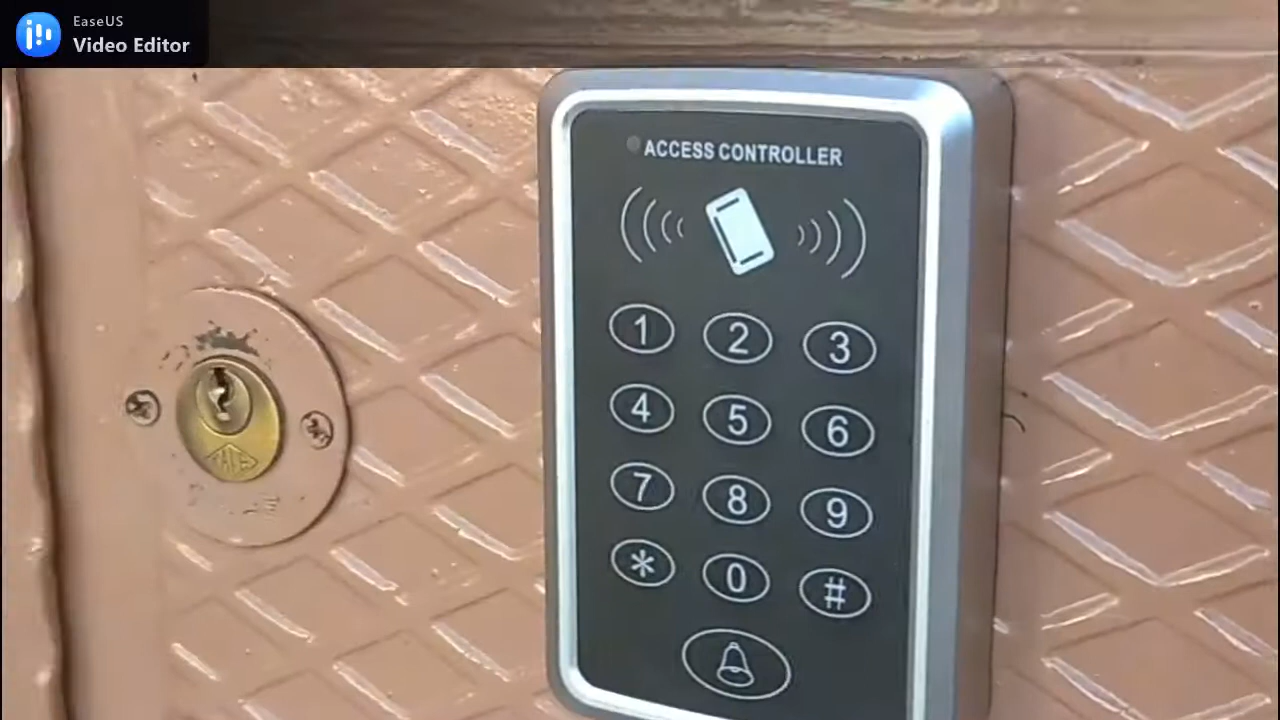 EaseUS
Video Editor
ACCESS CONTROLLER
1 2 3
4 5 6
7 8 9
* 0 #